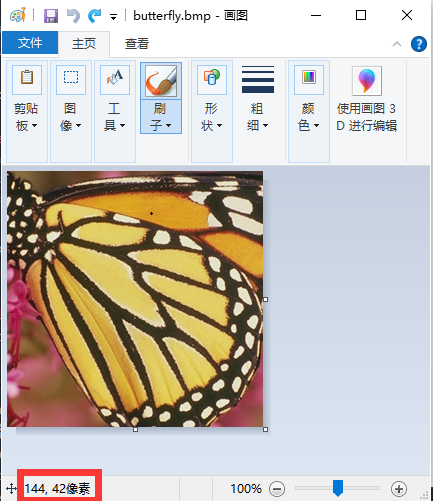 butterfly.bmp - 画图
文件 主页 查看
剪贴
板
图
像
工
具
刷
子
形
状
粗
细
颜
色
使用画图 3
D 进行编辑
144, 42像素
100%